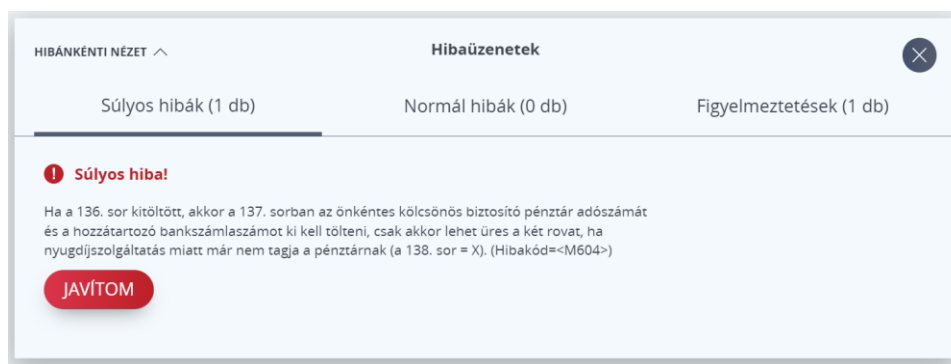 HIBÁNKÉNTI NÉZET
Hibaüzenetek
Súlyos hibák (1 db)
Normál hibák (0 db)
Figyelmeztetések (1 db)
Súlyos hiba!
Ha a 136. sor kitöltött, akkor a 137. sorban az önkéntes kölcsönös biztosító pénztár adószámát
és a hozzátartozó bankszámlaszámot ki kell tölteni, csak akkor lehet üres a két rovat, ha
nyugdíjszolgáltatás miatt már nem tagja a pénztárnak (a 138. sor = X). (Hibakód=<M604>)
JAVÍTOM